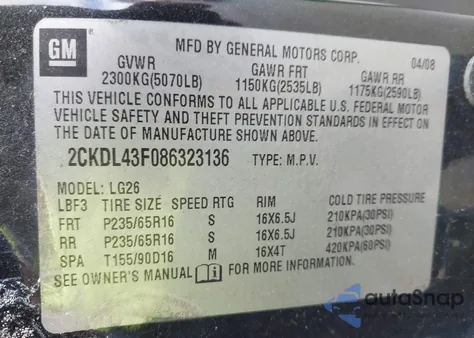 GM
MFD BY GENERAL MOTORS CORP. 04/08
GVWR GAWR FRT GAWR RR
2300KG(5070LB) 1150KG(2535LB) 1175KG(2590LB)
THIS VEHICLE CONFORMS TO ALL APPLICABLE U.S. FEDERAL MOTOR
VEHICLE SAFETY AND THEFT PREVENTION STANDARDS IN EFFECT ON
THE DATE OF MANUFACTURE SHOWN ABOVE.
2CKDL43F086323136 TYPE: M.P.V.
MODEL: LG26
LBF3 TIRE SIZE SPEED RTG RIM COLD TIRE PRESSURE
FRT P235/65R16 S 16X6.5J 210KPA(30PSI)
RR P235/65R16 S 16X6.5J 210KPA(30PSI)
SPA T155/90D16 M 16X4T 420KPA(60PSI)
SEE OWNER'S MANUAL i FOR MORE INFORMATION.
autoSnap